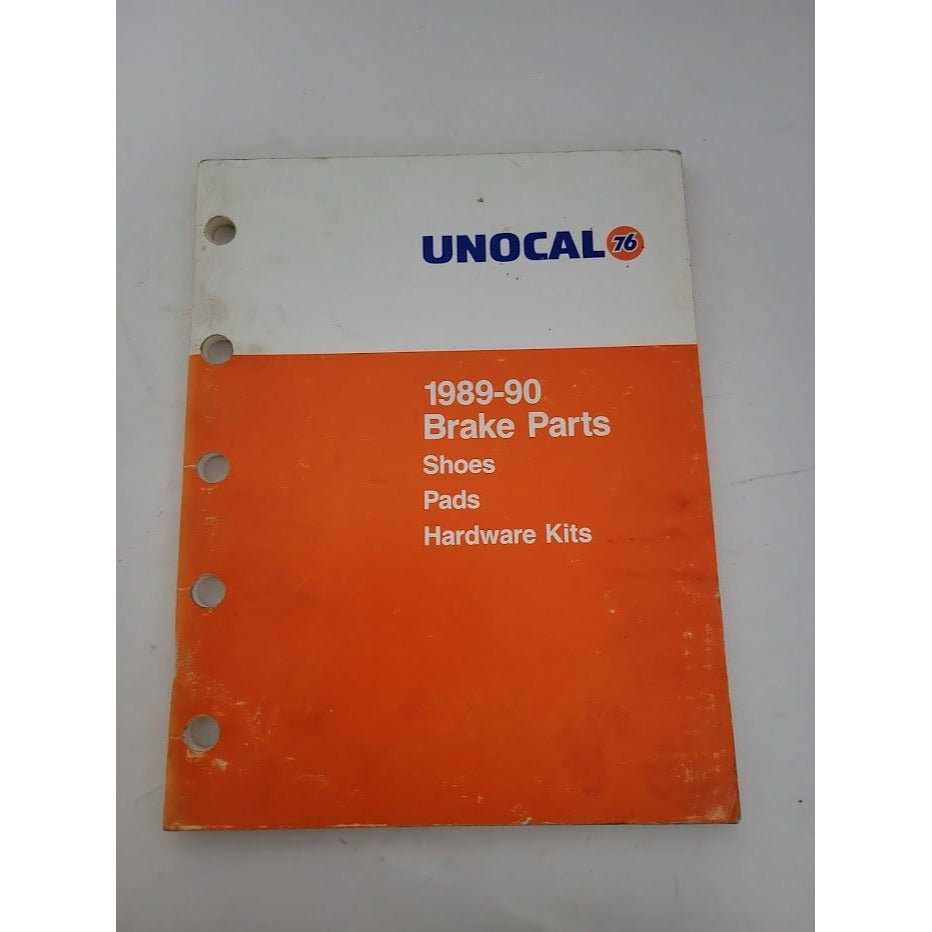 UNOCAL 76
1989-90
Brake Parts
Shoes
Pads
Hardware Kits